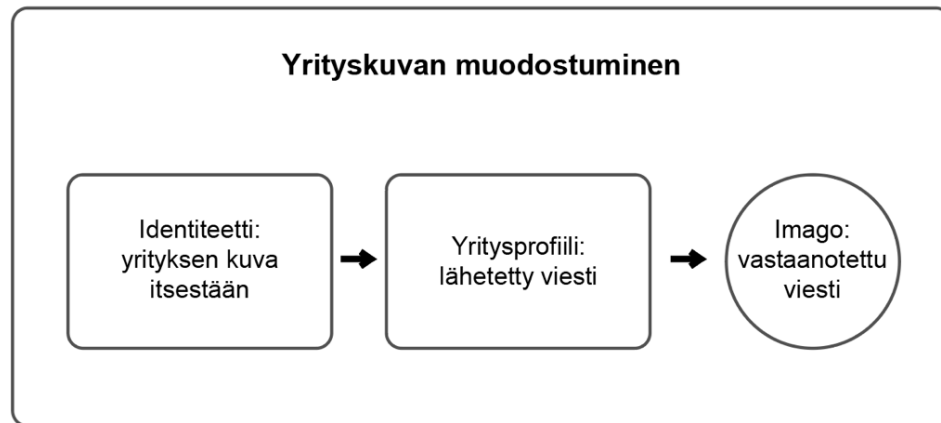 Yrityskuvan muodostuminen
Identiteetti:
yrityksen kuva
itsestään
Yritysprofiili:
lähetetty viesti
Imago:
vastaanotettu
viesti